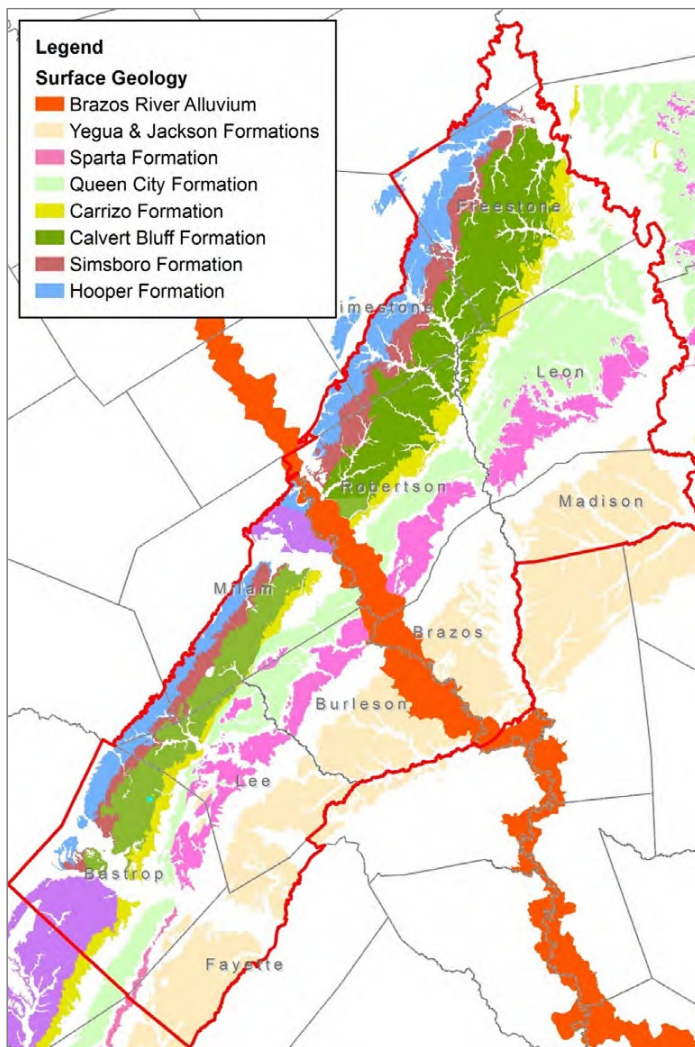 Legend
Surface Geology
Brazos River Alluvium
Yegua & Jackson Formations
Sparta Formation
Queen City Formation
Carrizo Formation
Calvert Bluff Formation
Simsboro Formation
Hooper Formation
Freestone
imestone
Leon
Robertson
Madison
Milam
Brazos
Burleson
Lee
Bastrop
Fayette